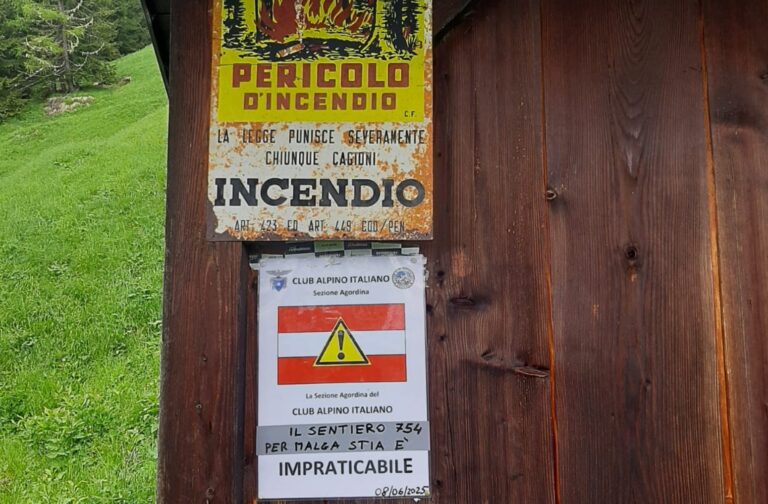 PERICOLO
D'INCENDIO
C.F.
LA LEGGE PUNISCE SEVERAMENTE
CHIUNQUE CAGIONI
INCENDIO
ART. 423 ED ART. 449 COD/PEN.
CLUB ALPINO ITALIANO
Sezione Agordina
!
La Sezione Agordina del
CLUB ALPINO ITALIANO
IL SENTIERO 754
PER MALGA STIA È
IMPRATICABILE
08/06/2025